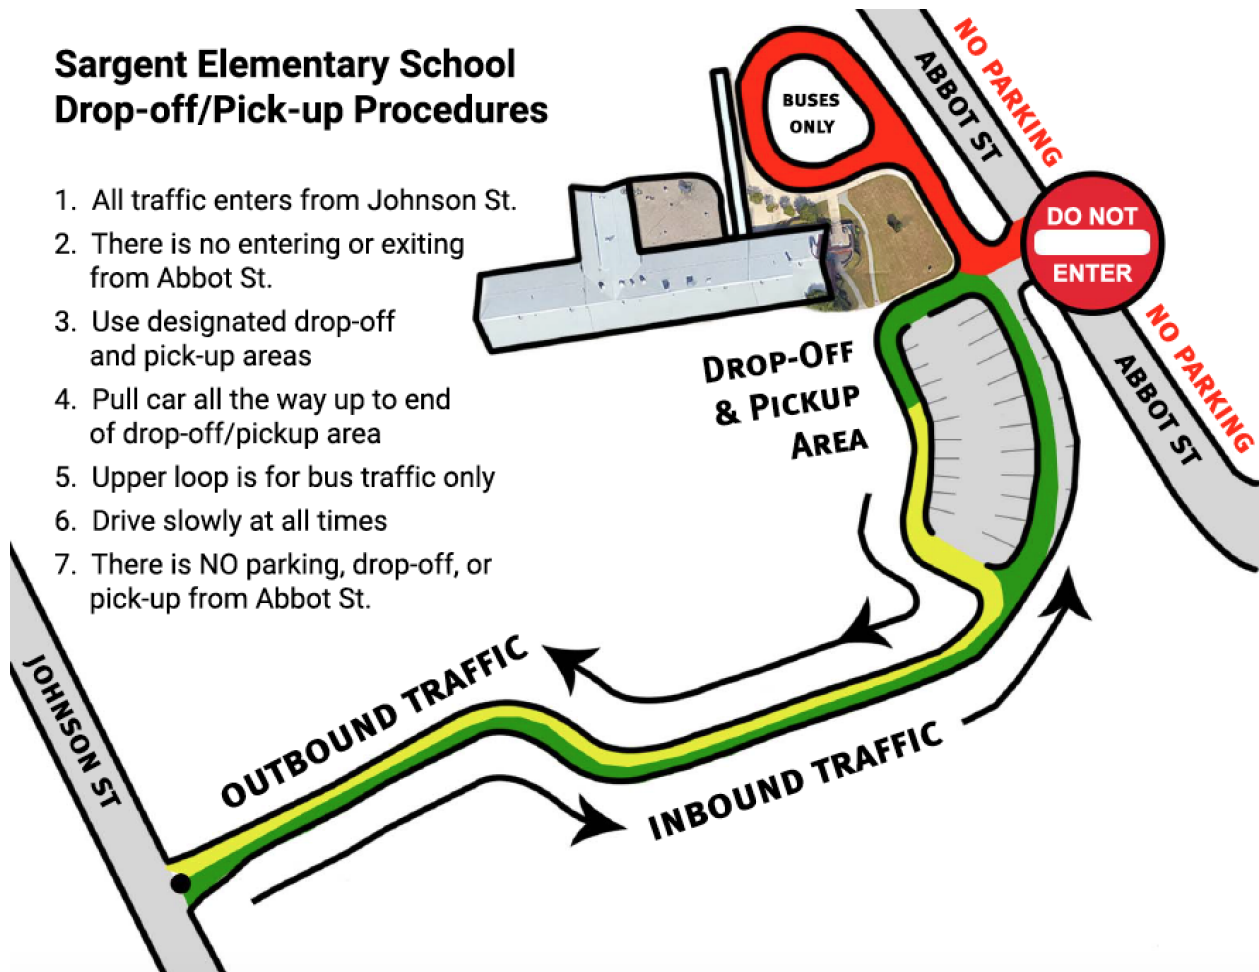 Sargent Elementary School
Drop-off/Pick-up Procedures
1. All traffic enters from Johnson St.
2. There is no entering or exiting
from Abbot St.
3. Use designated drop-off
and pick-up areas
4. Pull car all the way up to end
of drop-off/pickup area
5. Upper loop is for bus traffic only
6. Drive slowly at all times
7. There is NO parking, drop-off, or
pick-up from Abbot St.
BUSES
ONLY
ABBOT ST
NO PARKING
DO NOT
ENTER
NO PARKING
ABBOT ST
DROP-OFF
& PICKUP
AREA
OUTBOUND TRAFFIC
INBOUND TRAFFIC
JOHNSON ST